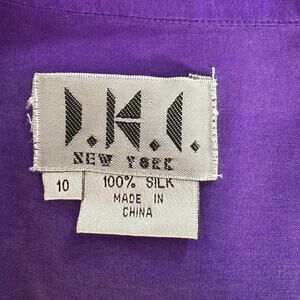 J.H.C.
NEW YORK
10
100% SILK
MADE IN
CHINA